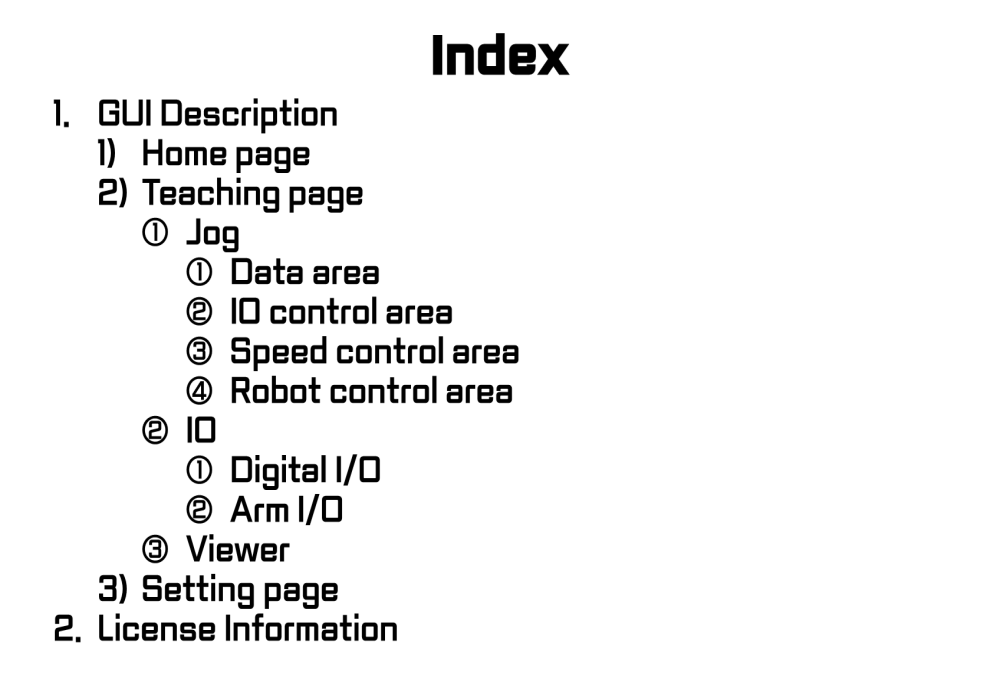 Index
1. GUI Description
1) Home page
2) Teaching page
① Jog
① Data area
② IO control area
③ Speed control area
④ Robot control area
② IO
① Digital I/O
② Arm I/O
③ Viewer
3) Setting page
2. License Information